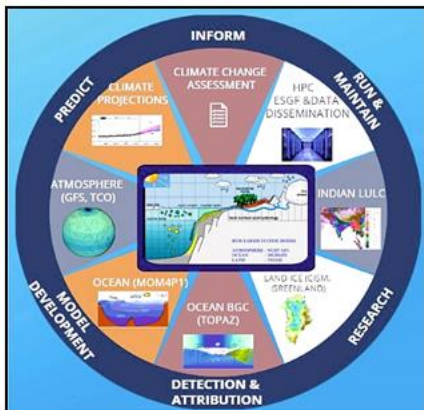 INFORM
PREDICT
RUN &
MAINTAIN
CLIMATE CHANGE
ASSESSMENT
CLIMATE
PROJECTIONS
HPC
ESGF &DATA
DISSEMINATION
ATMOSPHERE
(GFS, TCO)
INDIAN LULC
OCEAN (MOM4P1)
OCEAN BGC
(TOPAZ)
LAND ICE (CISM,
GREENLAND)
MODEL
DEVELOPMENT
RESEARCH
DETECTION &
ATTRIBUTION